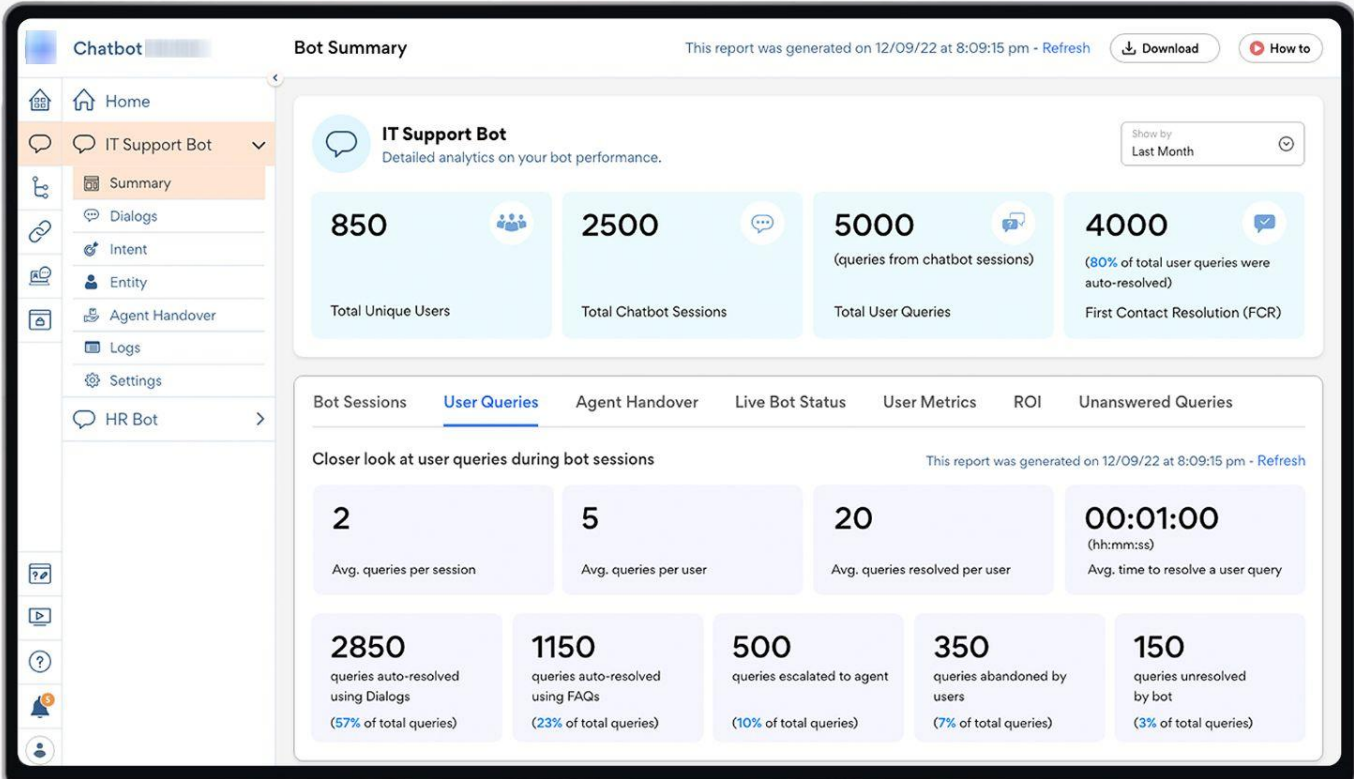 Chatbot
Bot Summary
This report was generated on 12/09/22 at 8:09:15 pm - Refresh
Download
How to
Home
IT Support Bot
Summary
Dialogs
Intent
Entity
Agent Handover
Logs
Settings
HR Bot
5
IT Support Bot
Detailed analytics on your bot performance.
Show by
Last Month
850
Total Unique Users
2500
Total Chatbot Sessions
5000
(queries from chatbot sessions)
Total User Queries
4000
(80% of total user queries were
auto-resolved)
First Contact Resolution (FCR)
Bot Sessions
User Queries
Agent Handover
Live Bot Status
User Metrics
ROI
Unanswered Queries
Closer look at user queries during bot sessions
This report was generated on 12/09/22 at 8:09:15 pm - Refresh
2
Avg. queries per session
5
Avg. queries per user
20
Avg. queries resolved per user
00:01:00
(hh:mm:ss)
Avg. time to resolve a user query
2850
queries auto-resolved
using Dialogs
(57% of total queries)
1150
queries auto-resolved
using FAQs
(23% of total queries)
500
queries escalated to agent
(10% of total queries)
350
queries abandoned by
users
(7% of total queries)
150
queries unresolved
by bot
(3% of total queries)